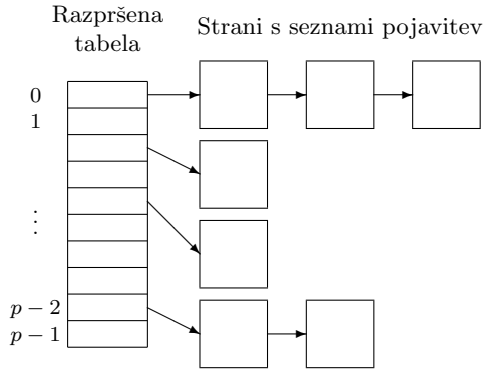 Razpršena
tabela
Strani s seznami pojavitev
0
1
⋮
p − 2
p − 1